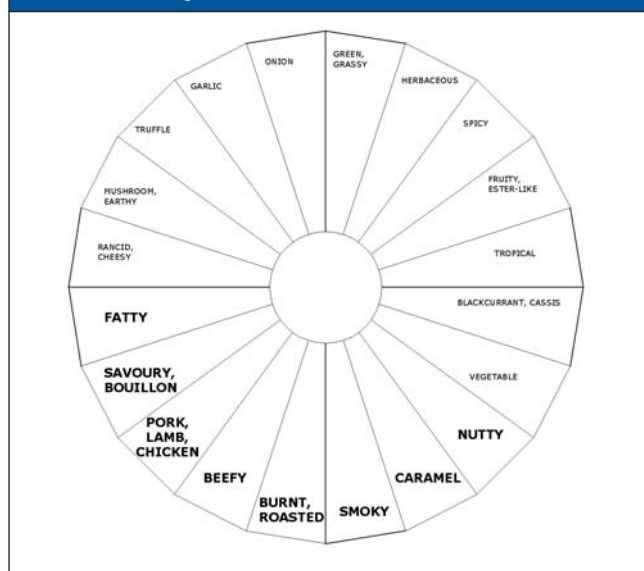 ONION
GREEN,
GRASSY
GARLIC
HERBACEOUS
TRUFFLE
SPICY
MUSHROOM,
EARTHY
FRUITY,
ESTER-LIKE
RANCID,
CHEESY
TROPICAL
FATTY
BLACKCURRANT, CASSIS
SAVOURY,
BOUILLON
VEGETABLE
PORK,
LAMB,
CHICKEN
NUTTY
BEEFY
CARAMEL
BURNT,
ROASTED
SMOKY